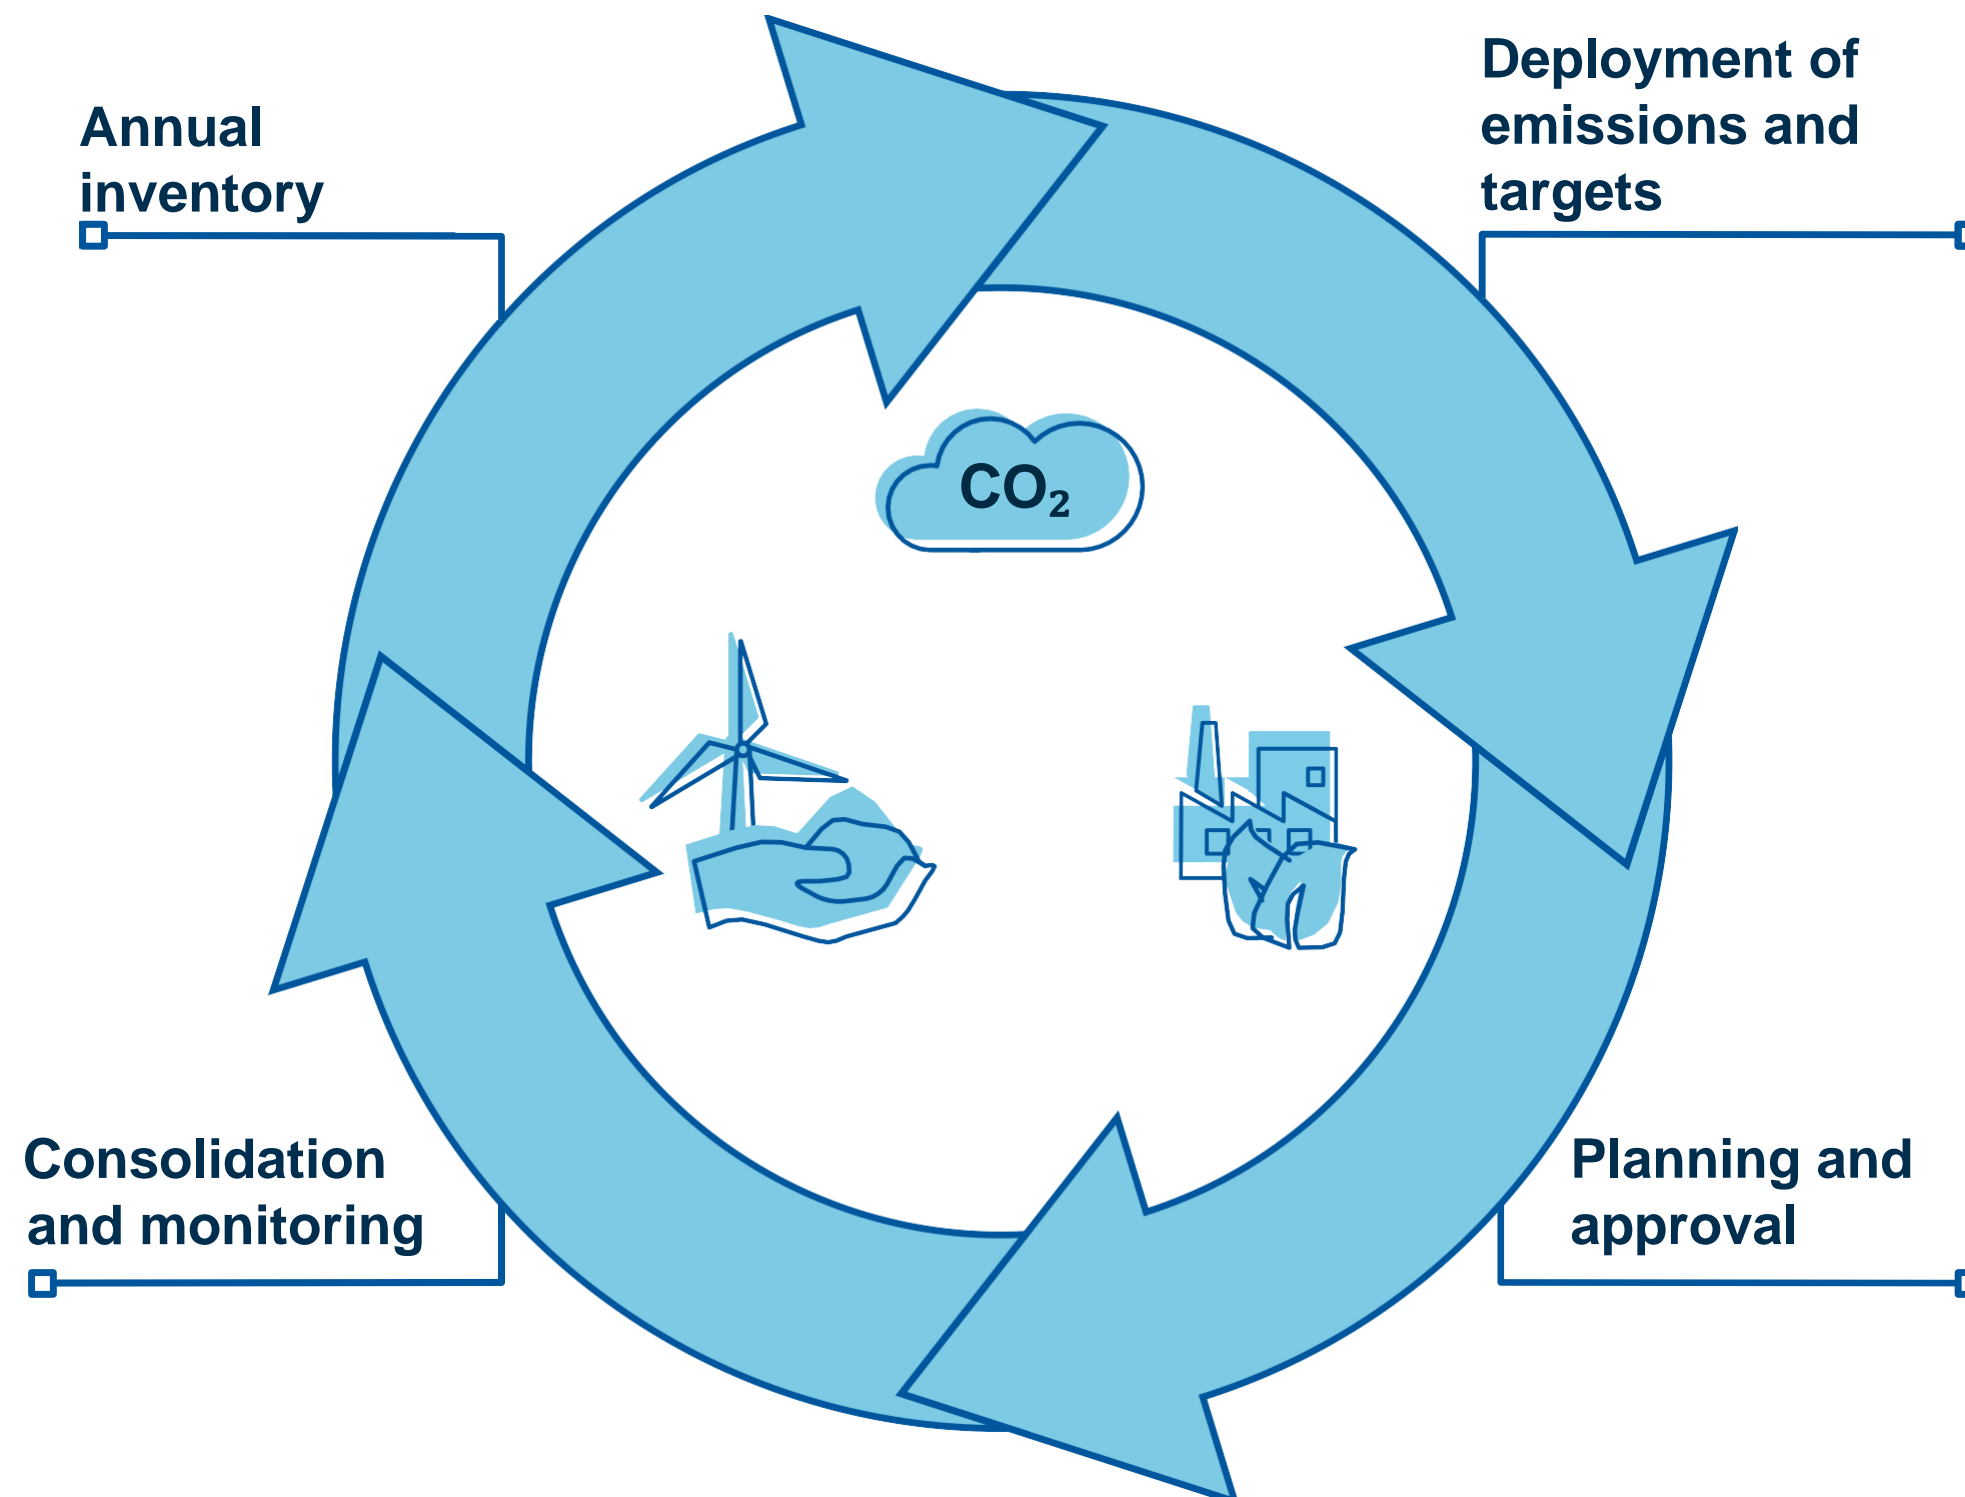 Annual
inventory
Deployment of
emissions and
targets
CO₂
Consolidation
and monitoring
Planning and
approval